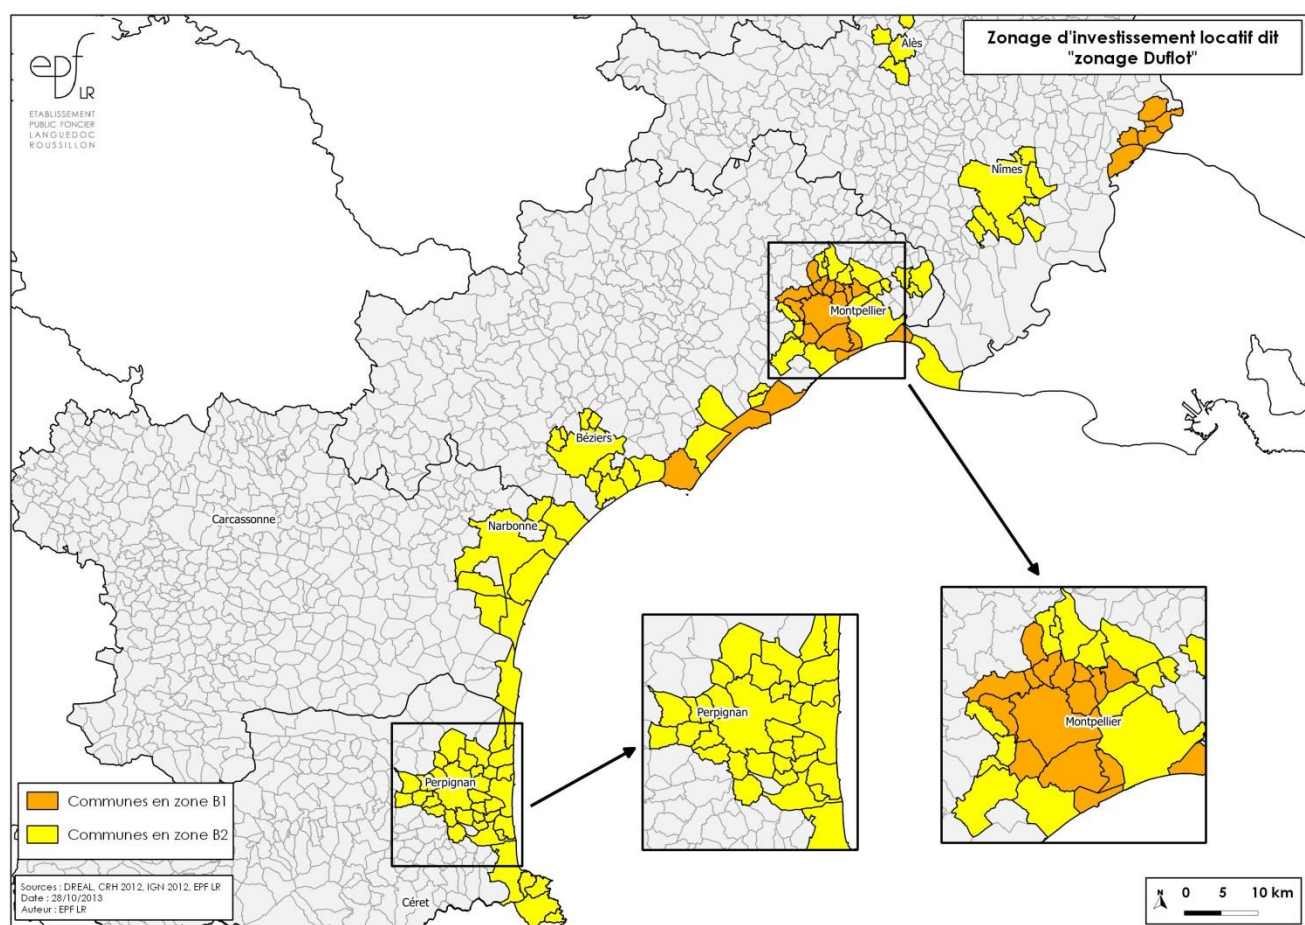 Zonage d'investissement locatif dit
"zonage Duflot"
epf
LR
ETABLISSEMENT
PUBLIC FONCIER
LANGUEDOC
ROUSSILLON
Alès
Nîmes
Montpellier
Béziers
Carcassonne
Narbonne
Perpignan
Perpignan
Montpellier
Céret
Communes en zone B1
Communes en zone B2
Sources : DREAL, CRH 2012, IGN 2012, EPF LR
Date : 28/10/2013
Auteur : EPF LR
N
0 5 10 km